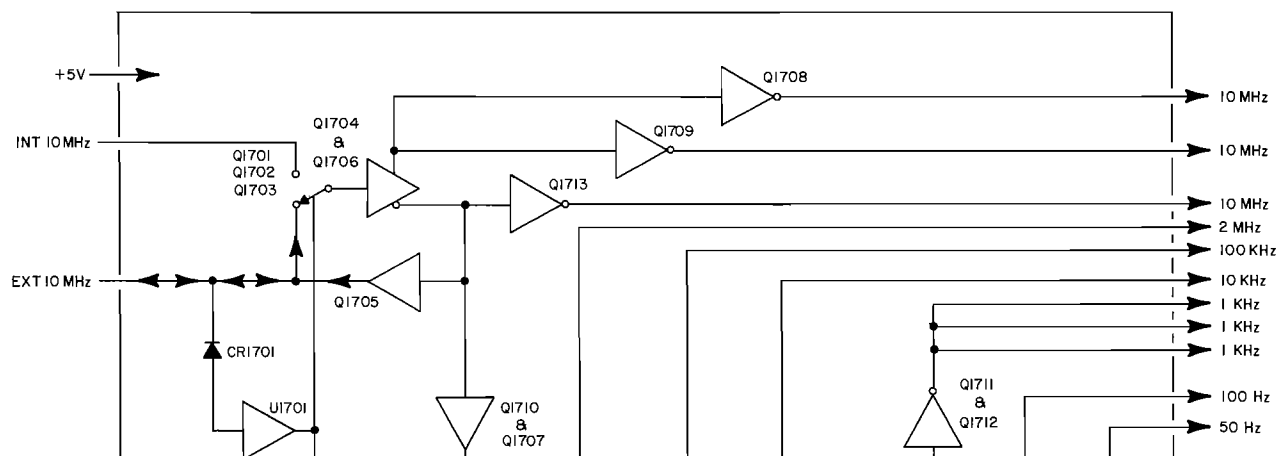 +5V
INT 10 MHz
EXT 10 MHz
Q1701
Q1702
Q1703
Q1704
&
Q1706
Q1708
Q1709
Q1713
Q1705
CR1701
U1701
Q1710
&
Q1707
Q1711
&
Q1712
10 MHz
10 MHz
10 MHz
2 MHz
100 KHz
10 KHz
1 KHz
1 KHz
1 KHz
100 Hz
50 Hz